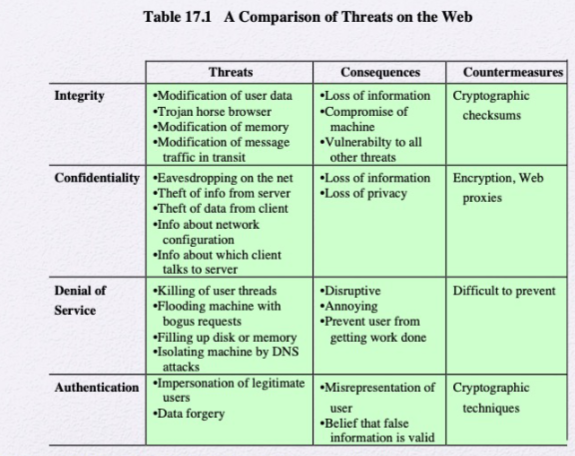 Table 17.1 A Comparison of Threats on the Web
Threats Consequences Countermeasures
Integrity
•Modification of user data
•Trojan horse browser
•Modification of memory
•Modification of message
traffic in transit
•Loss of information
•Compromise of
machine
•Vulnerabilty to all
other threats
Cryptographic
checksums
Confidentiality
•Eavesdropping on the net
•Theft of info from server
•Theft of data from client
•Info about network
configuration
•Info about which client
talks to server
•Loss of information
•Loss of privacy
Encryption, Web
proxies
Denial of
Service
•Killing of user threads
•Flooding machine with
bogus requests
•Filling up disk or memory
•Isolating machine by DNS
attacks
•Disruptive
•Annoying
•Prevent user from
getting work done
Difficult to prevent
Authentication
•Impersonation of legitimate
users
•Data forgery
•Misrepresentation of
user
•Belief that false
information is valid
Cryptographic
techniques